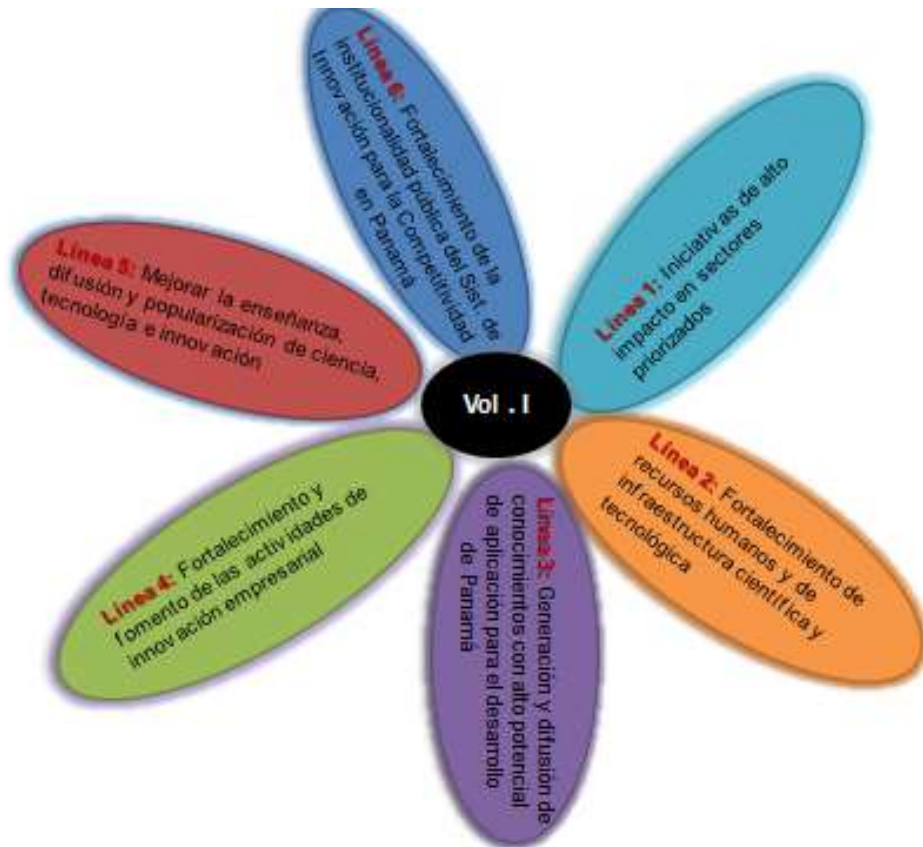 Vol . I
Línea 1: Iniciativas de alto
impacto en sectores
priorizados
Línea 2: Fortalecimiento de
recursos humanos y de
infraestructura científica y
tecnológica
Línea 3: Generación y difusión de
conocimientos con alto potencial
de aplicación para el desarrollo
de Panamá
Línea 4: Fortalecimiento y
fomento de las actividades de
innovación empresarial
Línea 5: Mejorar la enseñanza,
difusión y popularización de ciencia,
tecnología e innovación
Línea 6: Fortalecimiento de la
institucionalidad pública del Sist. de
Innovación para la Competitividad
en Panamá